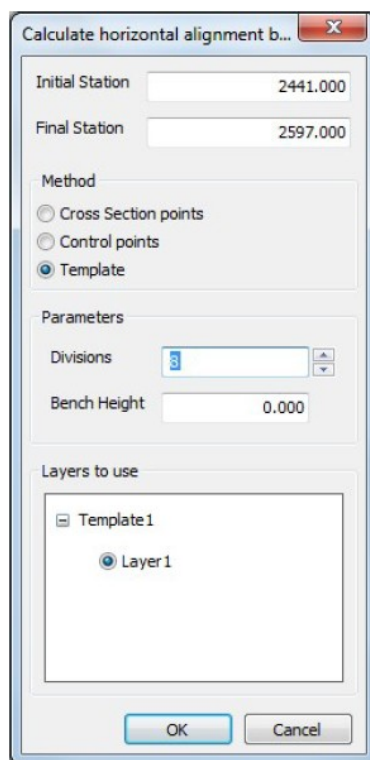 Calculate horizontal alignment b...
Initial Station 2441.000
Final Station 2597.000
Method
Cross Section points
Control points
Template
Parameters
Divisions 8
Bench Height 0.000
Layers to use
Template1
Layer1
OK Cancel